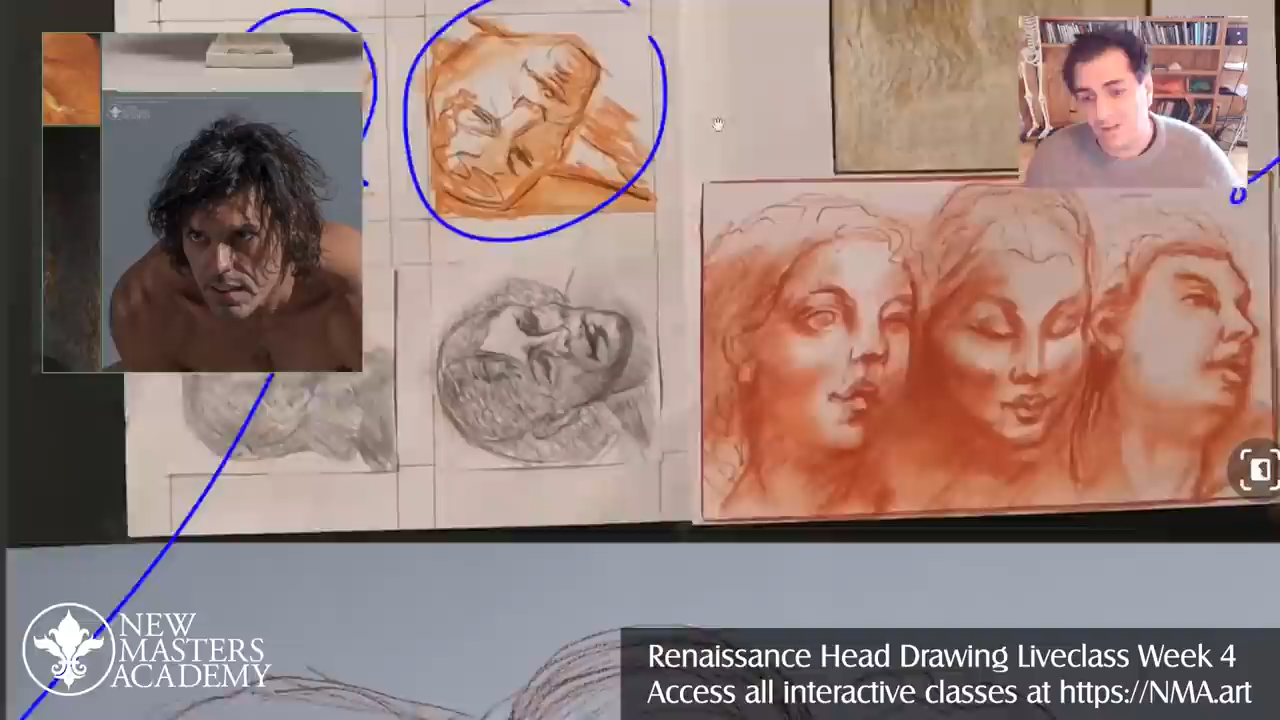 NEW
MASTERS
ACADEMY
Renaissance Head Drawing Liveclass Week 4
Access all interactive classes at https://NMA.art